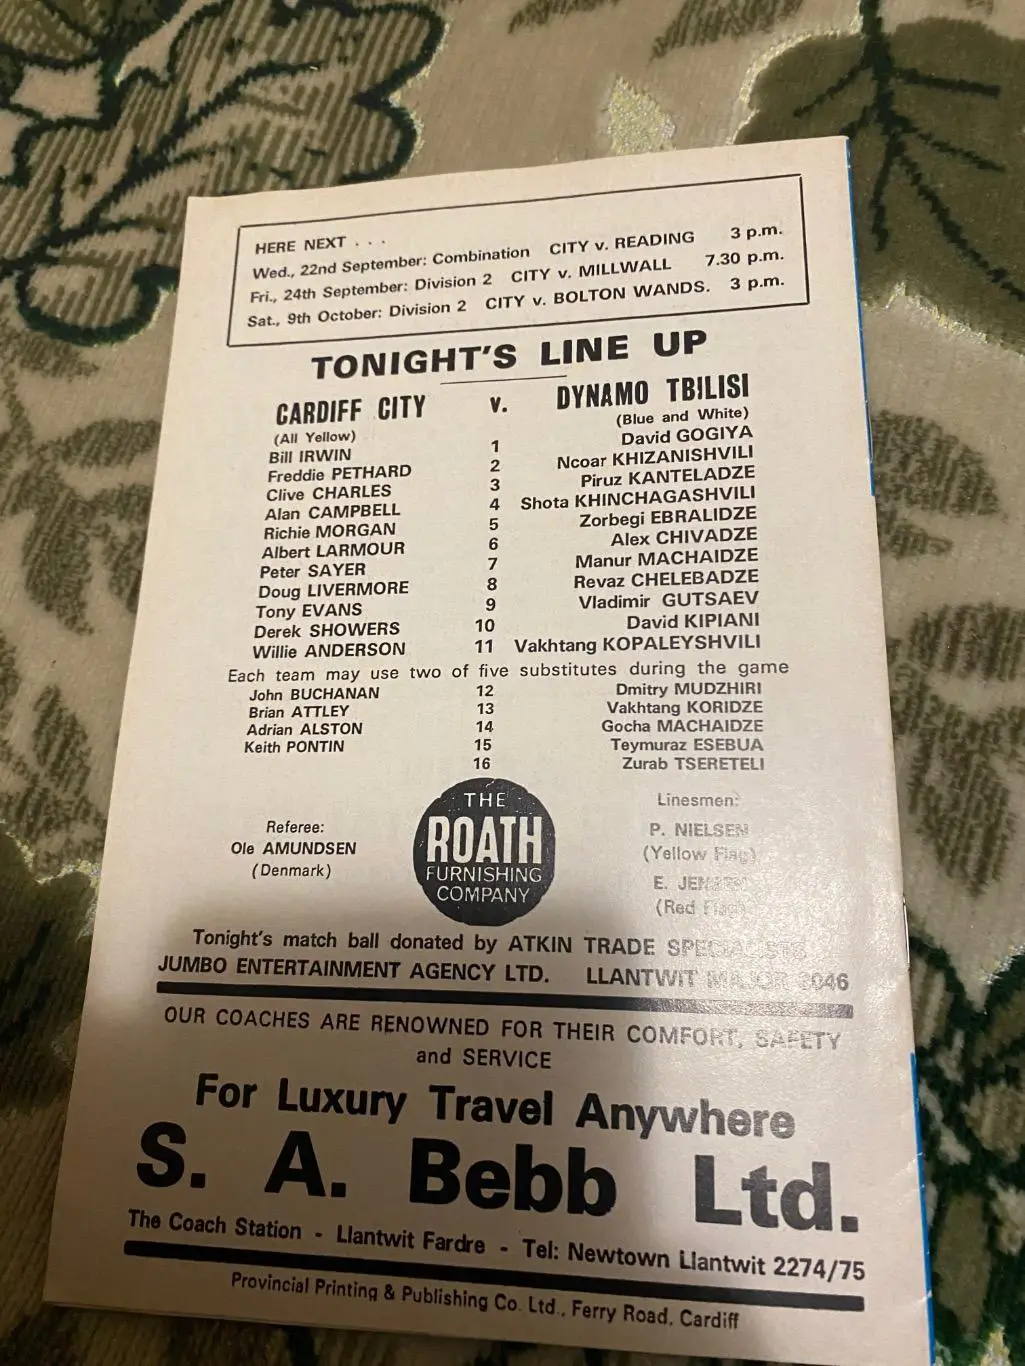 HERE NEXT . . .
Wed., 22nd September: Combination CITY v. READING 3 p.m.
Fri., 24th September: Division 2 CITY v. MILLWALL 7.30 p.m.
Sat., 9th October: Division 2 CITY v. BOLTON WANDS. 3 p.m.
TONIGHT'S LINE UP
CARDIFF CITY v. DYNAMO TBILISI
(All Yellow) (Blue and White)
Bill IRWIN 1 David GOGIYA
Freddie PETHARD 2 Ncoar KHIZANISHVILI
Clive CHARLES 3 Piruz KANTELADZE
Alan CAMPBELL 4 Shota KHINCHAGASHVILI
Richie MORGAN 5 Zorbegi EBRALIDZE
Albert LARMOUR 6 Alex CHIVADZE
Peter SAYER 7 Manur MACHAIDZE
Doug LIVERMORE 8 Revaz CHELEBADZE
Tony EVANS 9 Vladimir GUTSAEV
Derek SHOWERS 10 David KIPIANI
Willie ANDERSON 11 Vakhtang KOPALEYSHVILI
Each team may use two of five substitutes during the game
John BUCHANAN 12 Dmitry MUDZHIRI
Brian ATTLEY 13 Vakhtang KORIDZE
Adrian ALSTON 14 Gocha MACHAIDZE
Keith PONTIN 15 Teymuraz ESEBUA
16 Zurab TSERETELI
Referee:
Ole AMUNDSEN
(Denmark)
THE
ROATH
FURNISHING
COMPANY
Linesmen:
P. NIELSEN
(Yellow Flag)
E.
(Red Flag)
Tonight's match ball donated by ATKIN TRADE SPECIALISTS
JUMBO ENTERTAINMENT AGENCY LTD. LLANTWIT MAJOR
OUR COACHES ARE RENOWNED FOR THEIR COMFORT, SAFETY
and SERVICE
For Luxury Travel Anywhere
S. A. Bebb Ltd.
The Coach Station - Llantwit Fardre - Tel: Newtown Llantwit 2274/75
Provincial Printing & Publishing Co. Ltd., Ferry Road, Cardiff